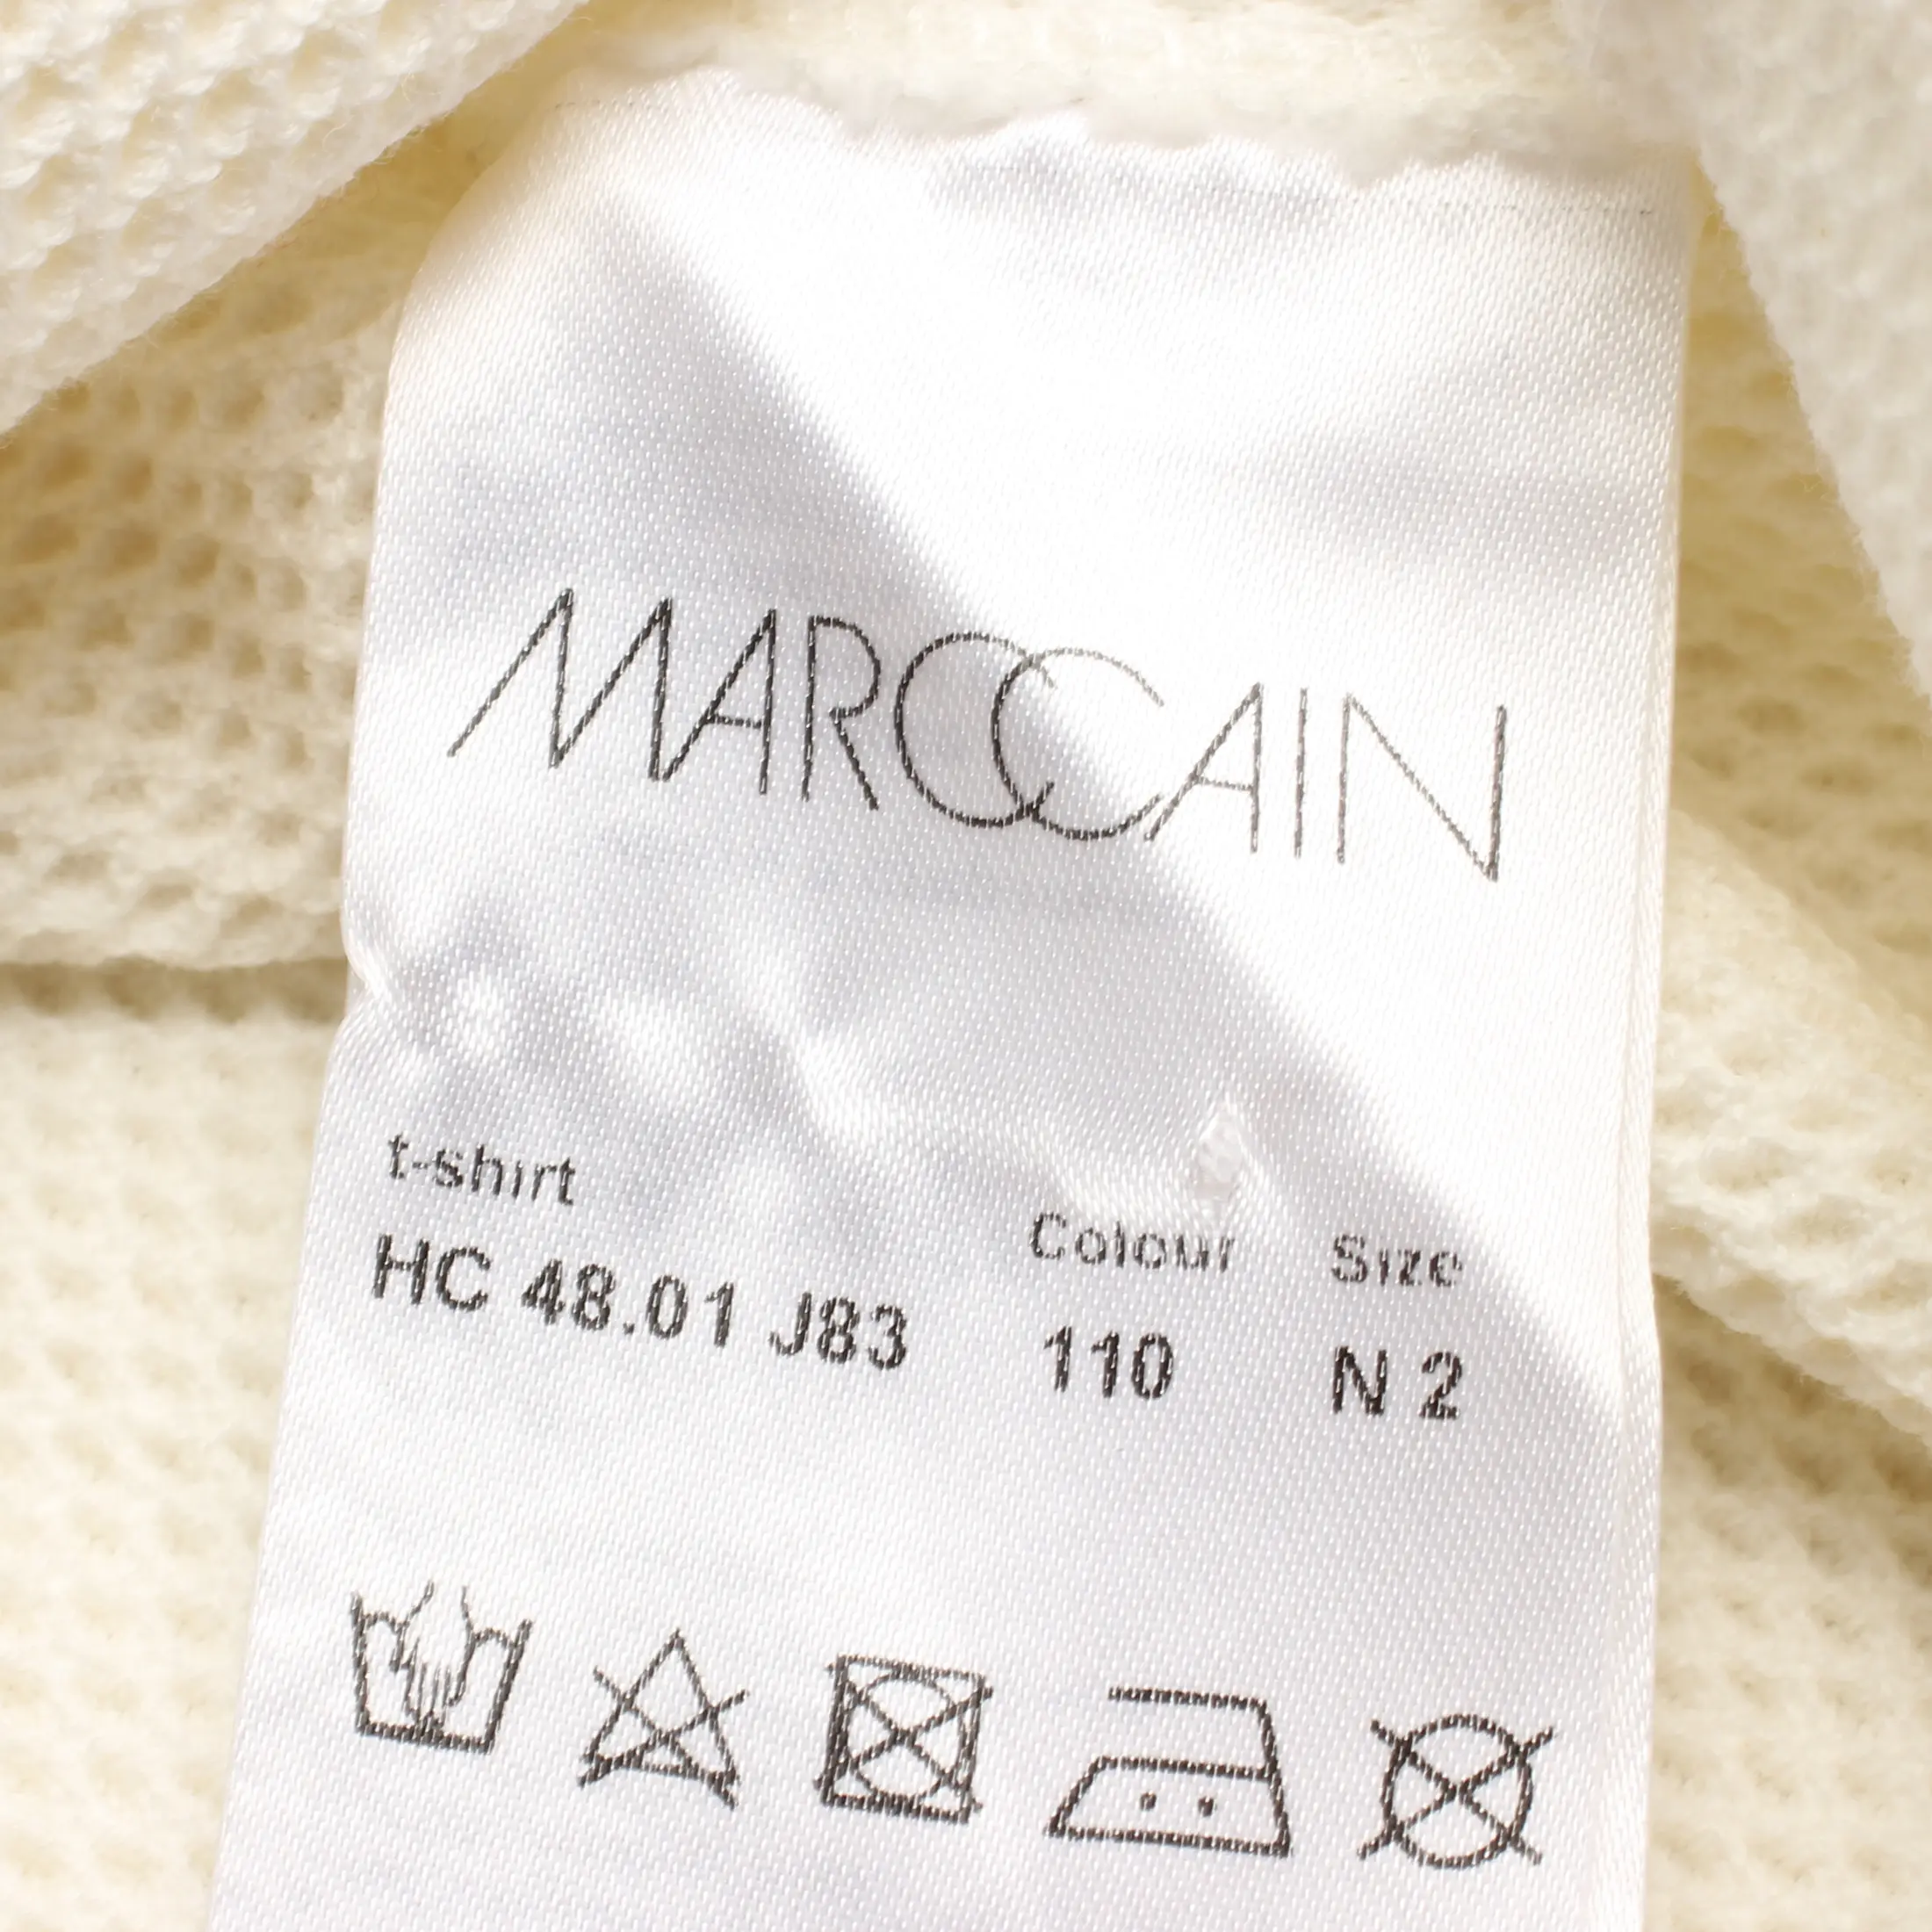 MARCCAIN
t-shirt
Colour Size
HC 48.01 J83 110 N 2